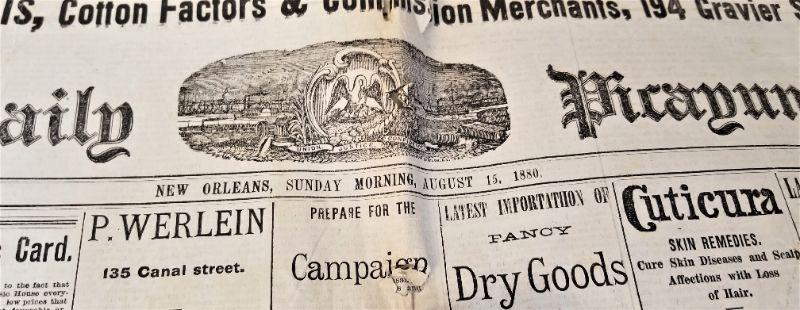 Cotton Factors & Commission Merchants, 194 Gravier
aily Picayun
UNION JUSTICE
NEW ORLEANS, SUNDAY MORNING, AUGUST 15, 1880.
Card.
to the fact that
sic House every-
low prices that
P. WERLEIN
135 Canal street.
PREPARE FOR THE
Campaign
LATEST IMPORTATION OF
FANCY
Dry Goods
Cuticura
SKIN REMEDIES.
Cure Skin Diseases and Scalp
Affections with Loss
of Hair.